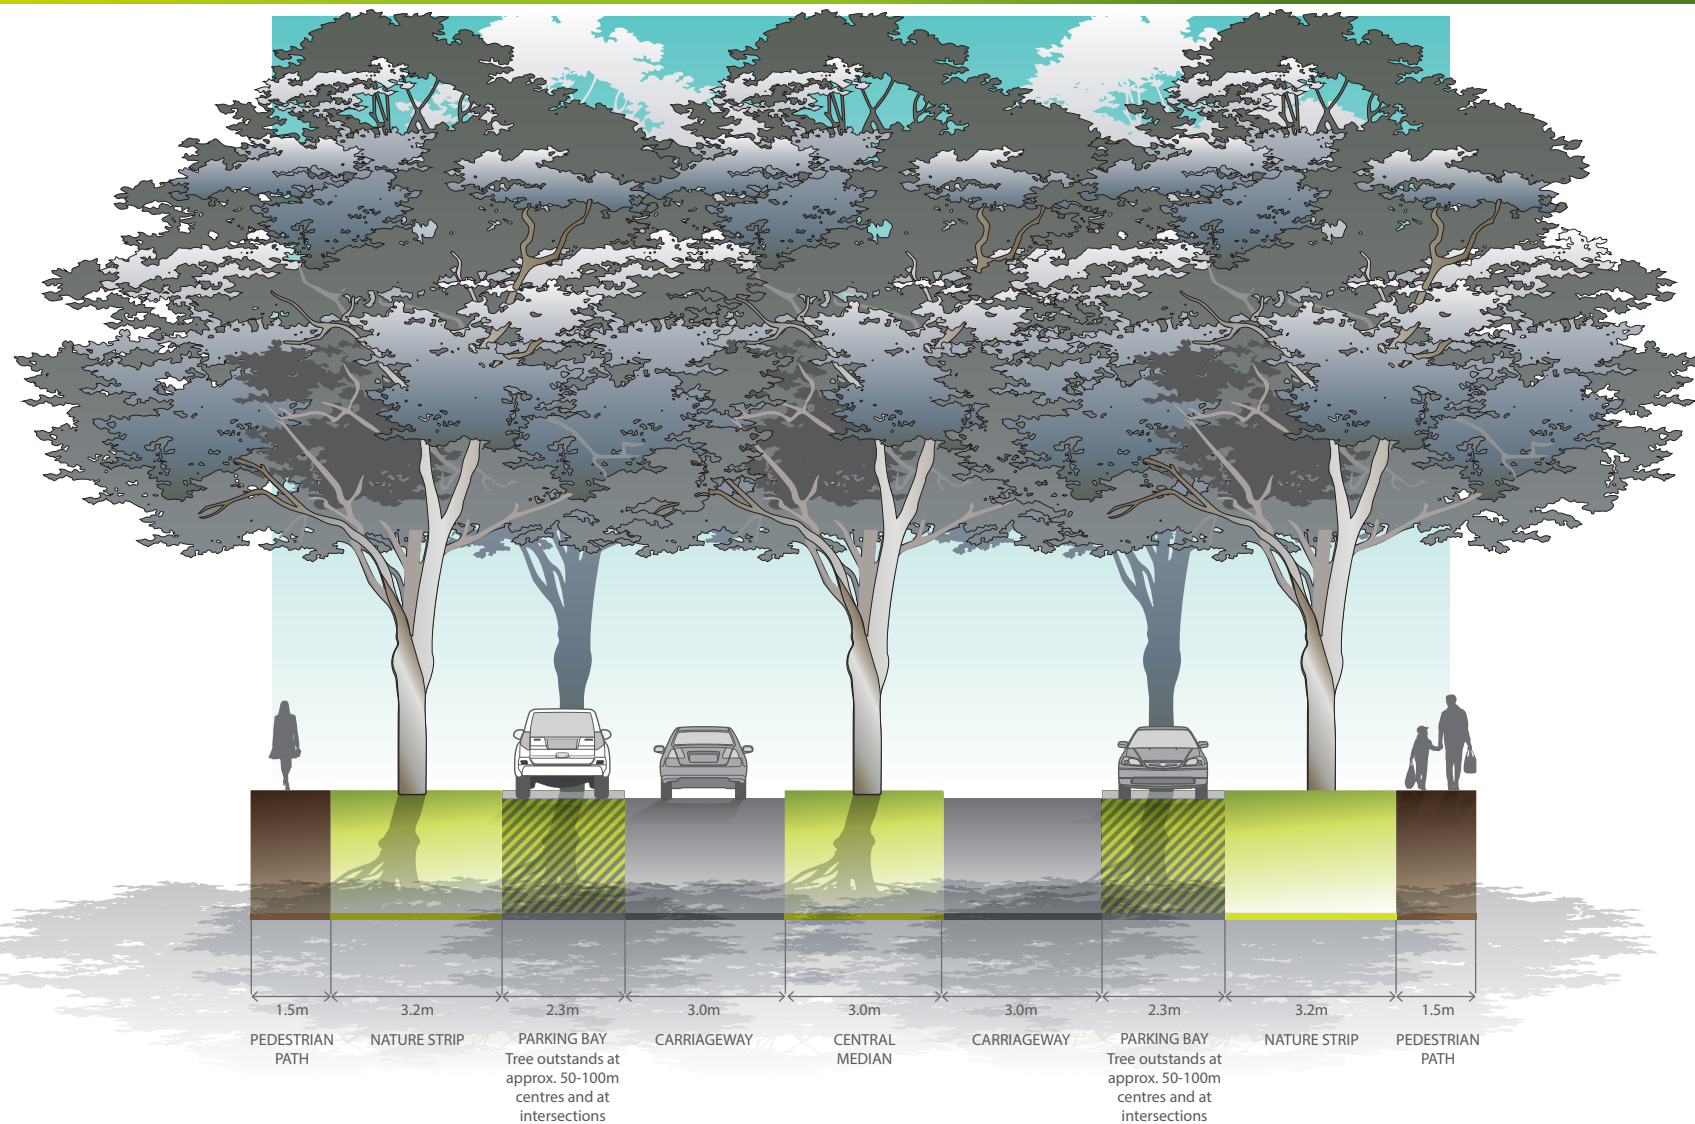 1.5m
3.2m
2.3m
3.0m
3.0m
3.0m
2.3m
3.2m
1.5m
PEDESTRIAN
PATH
NATURE STRIP
PARKING BAY
Tree outstands at
approx. 50-100m
centres and at
intersections
CARRIAGEWAY
CENTRAL
MEDIAN
CARRIAGEWAY
PARKING BAY
Tree outstands at
approx. 50-100m
centres and at
intersections
NATURE STRIP
PEDESTRIAN
PATH